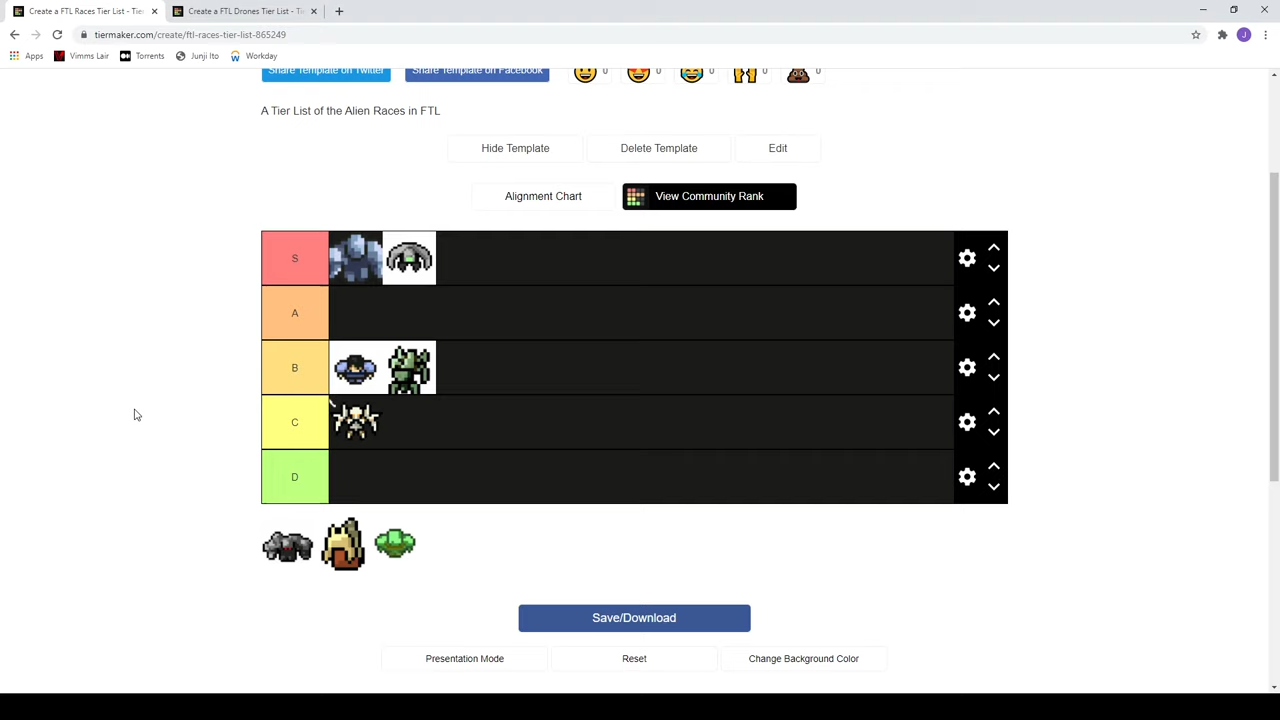 Create a FTL Races Tier List - Tie
Create a FTL Drones Tier List - T
tiermaker.com/create/ftl-races-tier-list-865249
J
Apps
Vimms Lair
Torrents
Junji Ito
Workday
Share Template on Twitter
Share Template on Facebook
0
0
0
0
0
A Tier List of the Alien Races in FTL
Hide Template
Delete Template
Edit
Alignment Chart
View Community Rank
S
A
B
C
D
Save/Download
Presentation Mode
Reset
Change Background Color